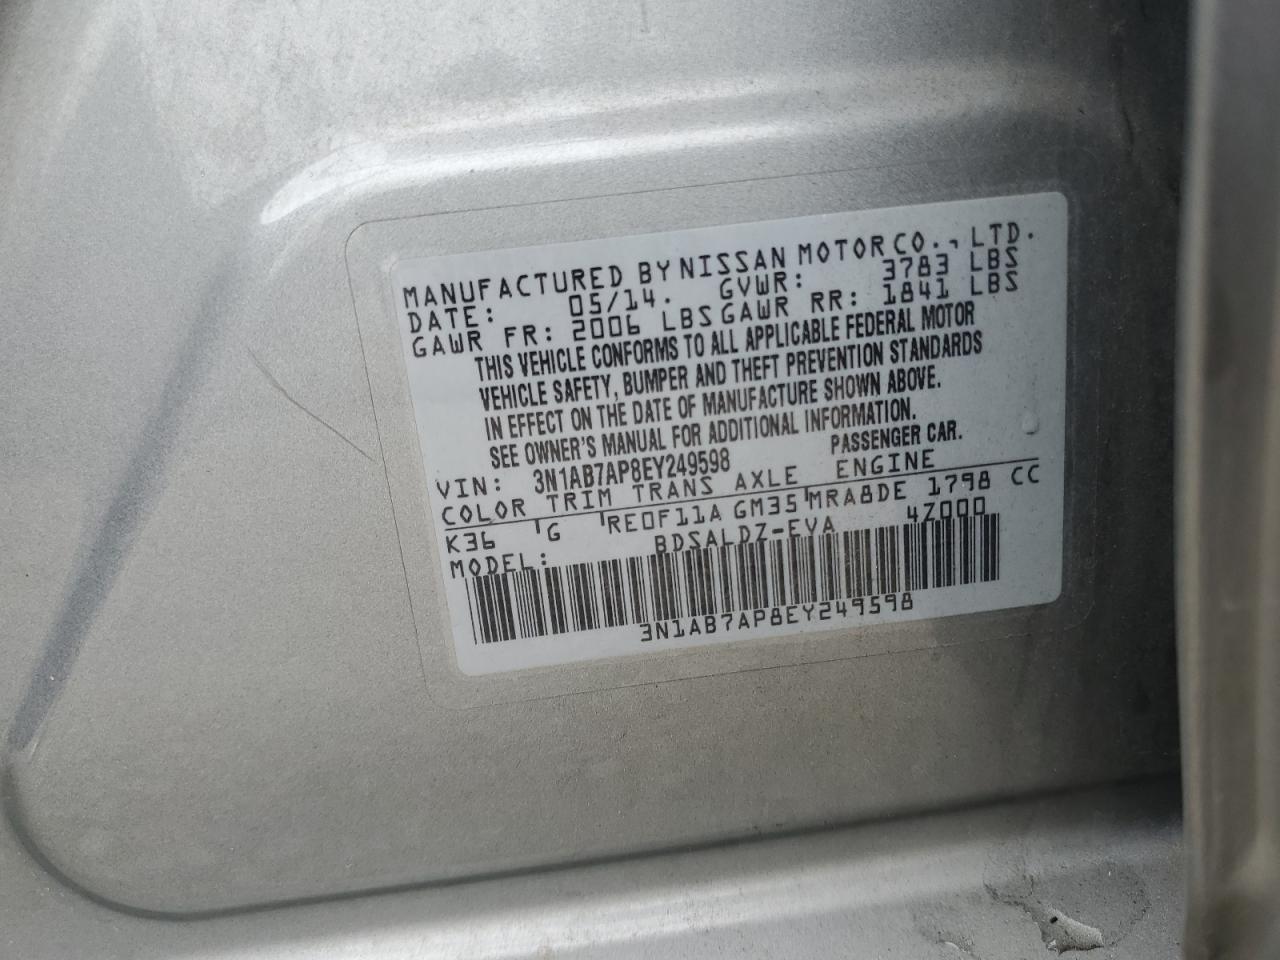 MANUFACTURED BY NISSAN MOTOR CO., LTD.
DATE: 05/14. GVWR: 3783 LBS
GAWR FR: 2006 LBS GAWR RR: 1841 LBS
THIS VEHICLE CONFORMS TO ALL APPLICABLE FEDERAL MOTOR
VEHICLE SAFETY, BUMPER AND THEFT PREVENTION STANDARDS
IN EFFECT ON THE DATE OF MANUFACTURE SHOWN ABOVE.
SEE OWNER'S MANUAL FOR ADDITIONAL INFORMATION.
VIN: 3N1AB7AP8EY249598 PASSENGER CAR.
COLOR TRIM TRANS AXLE ENGINE
K36 G RE0F11A GM35 MRA8DE 1798 CC
MODEL: BDSALDZ-EVA 4Z000
3N1AB7AP8EY249598